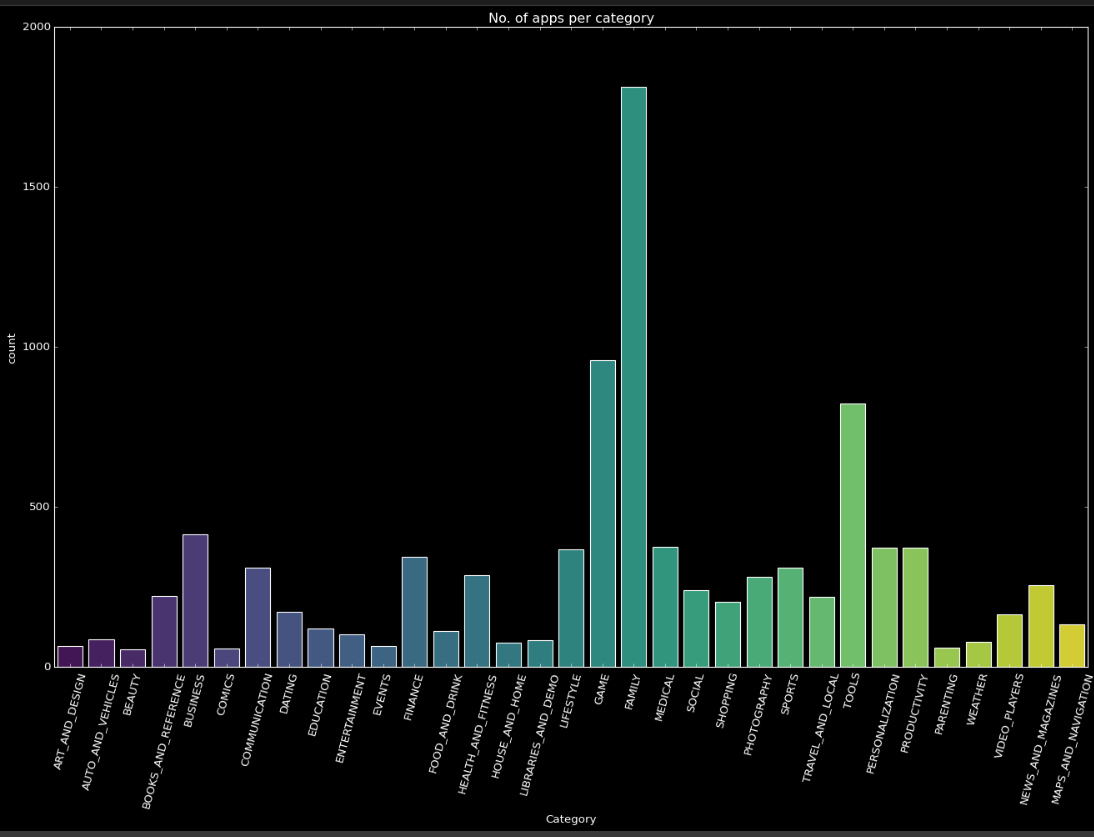 No. of apps per category
2000
1500
1000
500
0
count
ART_AND_DESIGN
AUTO_AND_VEHICLES
BEAUTY
BOOKS_AND_REFERENCE
BUSINESS
COMICS
COMMUNICATION
DATING
EDUCATION
ENTERTAINMENT
EVENTS
FINANCE
FOOD_AND_DRINK
HEALTH_AND_FITNESS
HOUSE_AND_HOME
LIBRARIES_AND_DEMO
LIFESTYLE
GAME
FAMILY
MEDICAL
SOCIAL
SHOPPING
PHOTOGRAPHY
SPORTS
TRAVEL_AND_LOCAL
TOOLS
PERSONALIZATION
PRODUCTIVITY
PARENTING
WEATHER
VIDEO_PLAYERS
NEWS_AND_MAGAZINES
MAPS_AND_NAVIGATION
Category